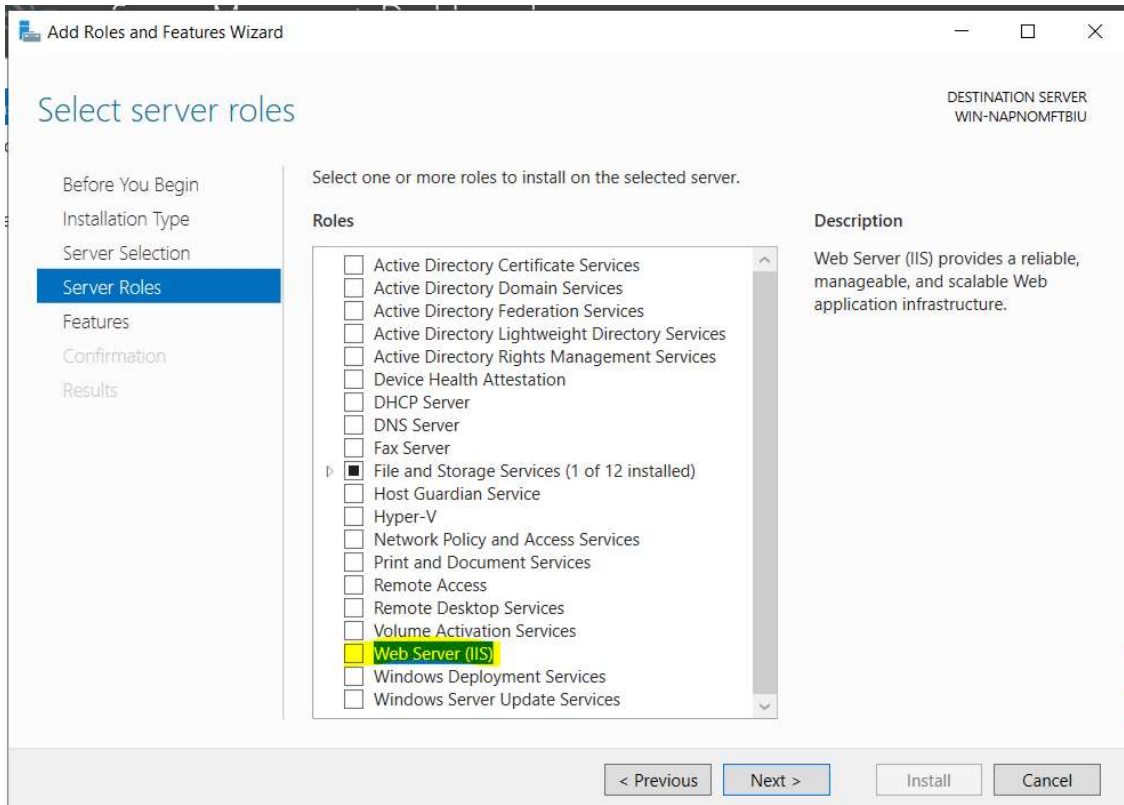 Add Roles and Features Wizard
Select server roles
DESTINATION SERVER
WIN-NAPNOMFTBIU
Before You Begin
Installation Type
Server Selection
Server Roles
Features
Confirmation
Results
Select one or more roles to install on the selected server.
Roles
Active Directory Certificate Services
Active Directory Domain Services
Active Directory Federation Services
Active Directory Lightweight Directory Services
Active Directory Rights Management Services
Device Health Attestation
DHCP Server
DNS Server
Fax Server
File and Storage Services (1 of 12 installed)
Host Guardian Service
Hyper-V
Network Policy and Access Services
Print and Document Services
Remote Access
Remote Desktop Services
Volume Activation Services
Web Server (IIS)
Windows Deployment Services
Windows Server Update Services
Description
Web Server (IIS) provides a reliable,
manageable, and scalable Web
application infrastructure.
< Previous
Next >
Install
Cancel